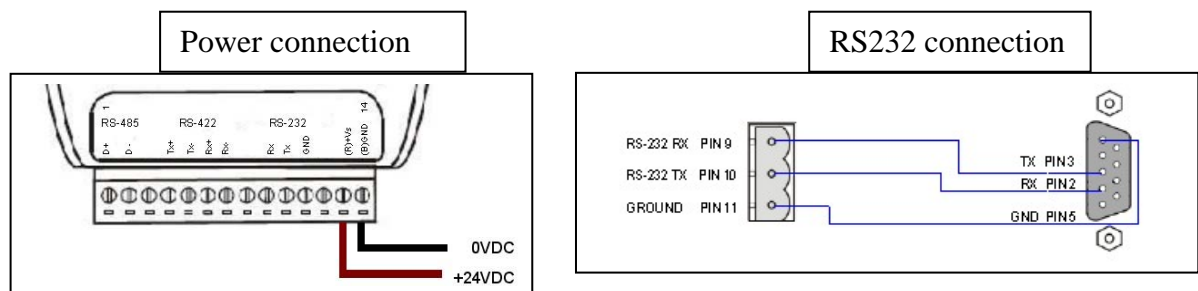 Power connection
1
14
RS-485 RS-422 RS-232
D+ D- Tx+ Tx- Rx+ Rx- Rx Tx GND (R)+Vs (B)GND
0VDC
+24VDC
RS232 connection
RS-232 RX PIN 9
RS-232 TX PIN 10
GROUND PIN 11
TX PIN3
RX PIN2
GND PIN5